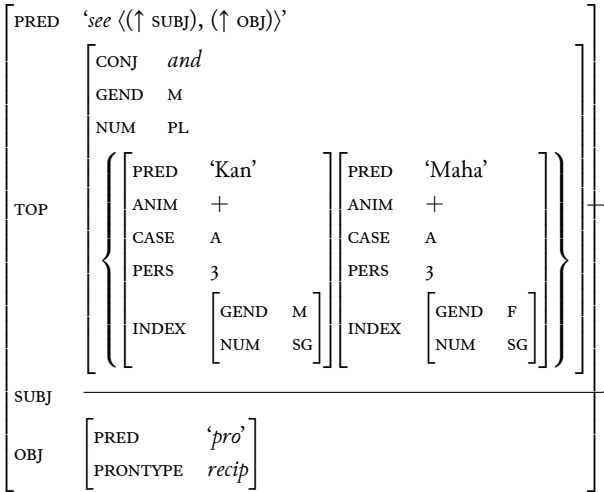 PRED ‘see ⟨(↑ SUBJ), (↑ OBJ)⟩’
CONJ and
GEND M
NUM PL
PRED ‘Kan’ PRED ‘Maha’
TOP ANIM + ANIM +
CASE A CASE A
PERS 3 PERS 3
INDEX GEND M INDEX GEND F
NUM SG NUM SG
SUBJ
OBJ PRED ‘pro’
PRONTYPE recip